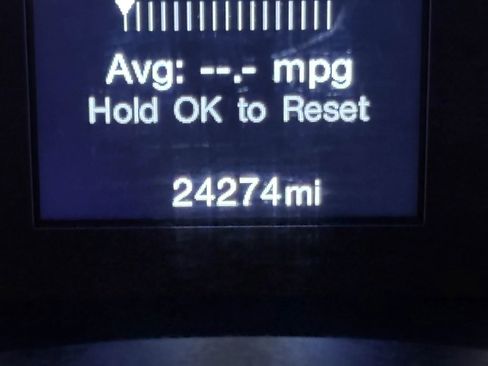 Avg: --.- mpg
Hold OK to Reset
24274mi